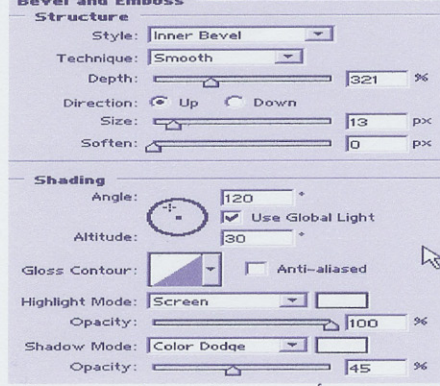 Bevel and Emboss
Structure
Style: Inner Bevel
Technique: Smooth
Depth: 321 %
Direction: Up Down
Size: 13 px
Soften: 0 px
Shading
Angle: 120 °
Use Global Light
Altitude: 30 °
Gloss Contour: Anti-aliased
Highlight Mode: Screen
Opacity: 100 %
Shadow Mode: Color Dodge
Opacity: 45 %